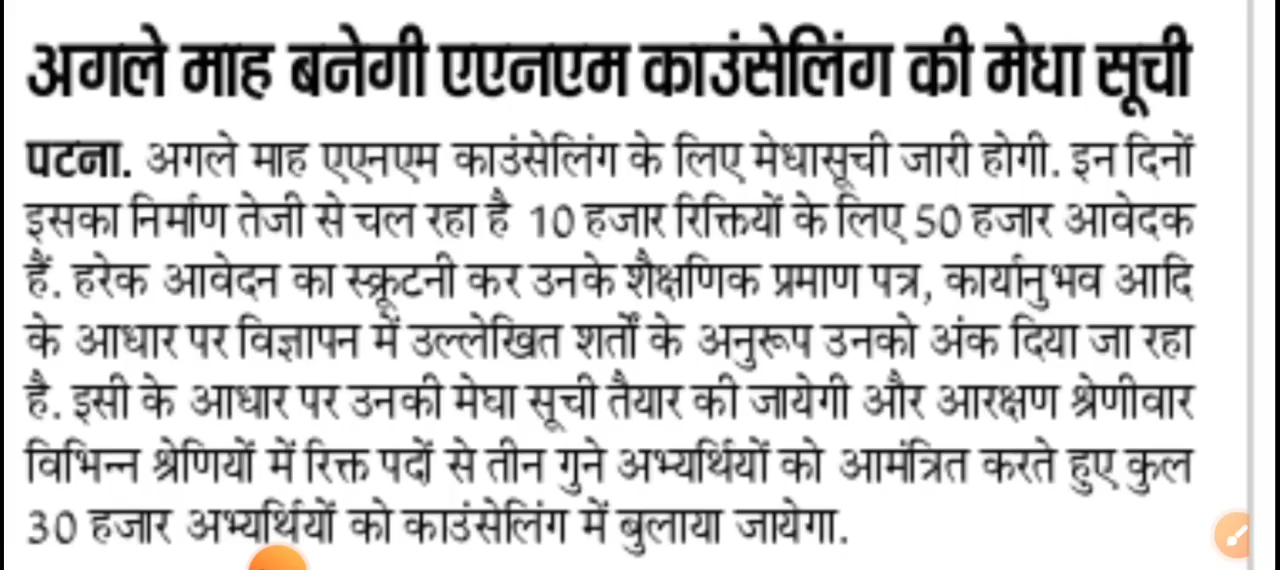 अगले माह बनेगी एएनएम काउंसेलिंग की मेधा सूची
पटना. अगले माह एएनएम काउंसेलिंग के लिए मेधासूची जारी होगी. इन दिनों
इसका निर्माण तेजी से चल रहा है 10 हजार रिक्तियों के लिए 50 हजार आवेदक
हैं. हरेक आवेदन का स्क्रूटनी कर उनके शैक्षणिक प्रमाण पत्र, कार्यानुभव आदि
के आधार पर विज्ञापन में उल्लेखित शर्तों के अनुरूप उनको अंक दिया जा रहा
है. इसी के आधार पर उनकी मेघा सूची तैयार की जायेगी और आरक्षण श्रेणीवार
विभिन्न श्रेणियों में रिक्त पदों से तीन गुने अभ्यर्थियों को आमंत्रित करते हुए कुल
30 हजार अभ्यर्थियों को काउंसेलिंग में बुलाया जायेगा.